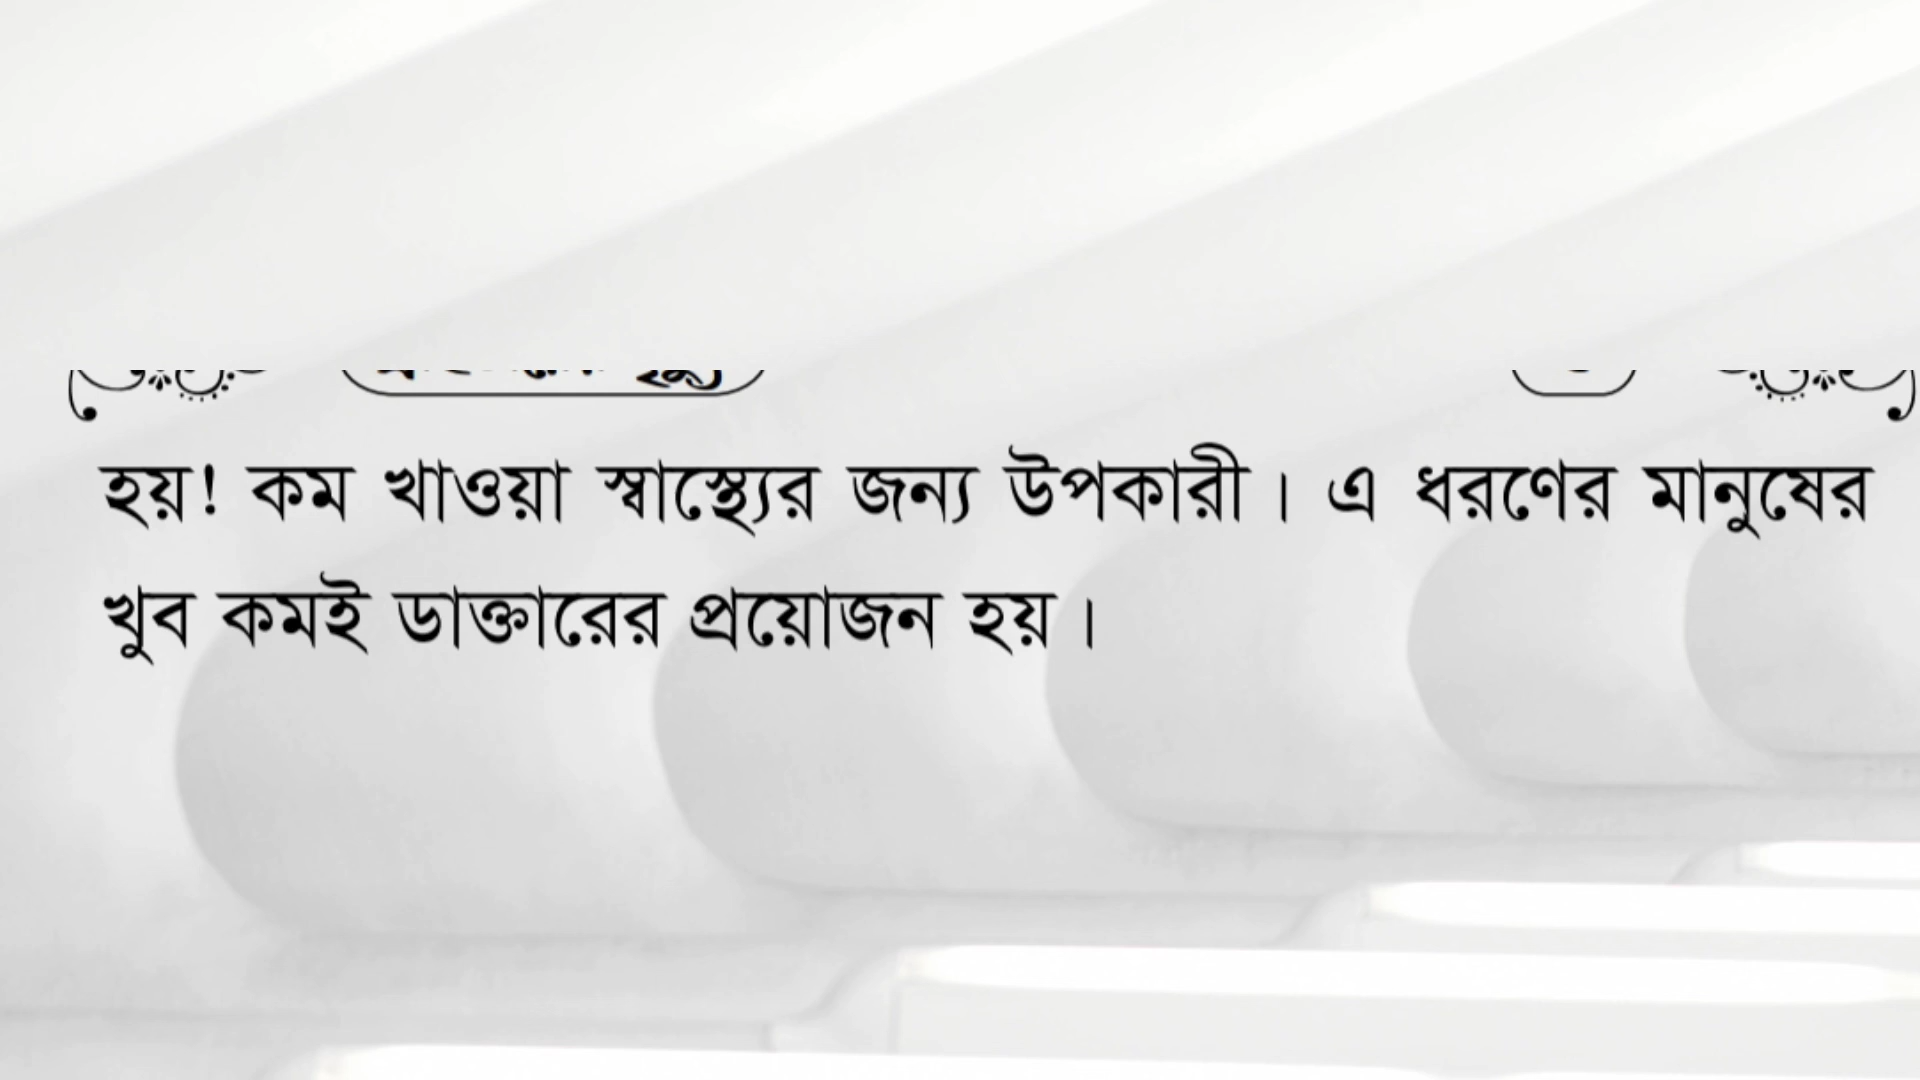 হয়! কম খাওয়া স্বাস্থ্যের জন্য উপকারী। এ ধরণের মানুষের
খুব কমই ডাক্তারের প্রয়োজন হয়।